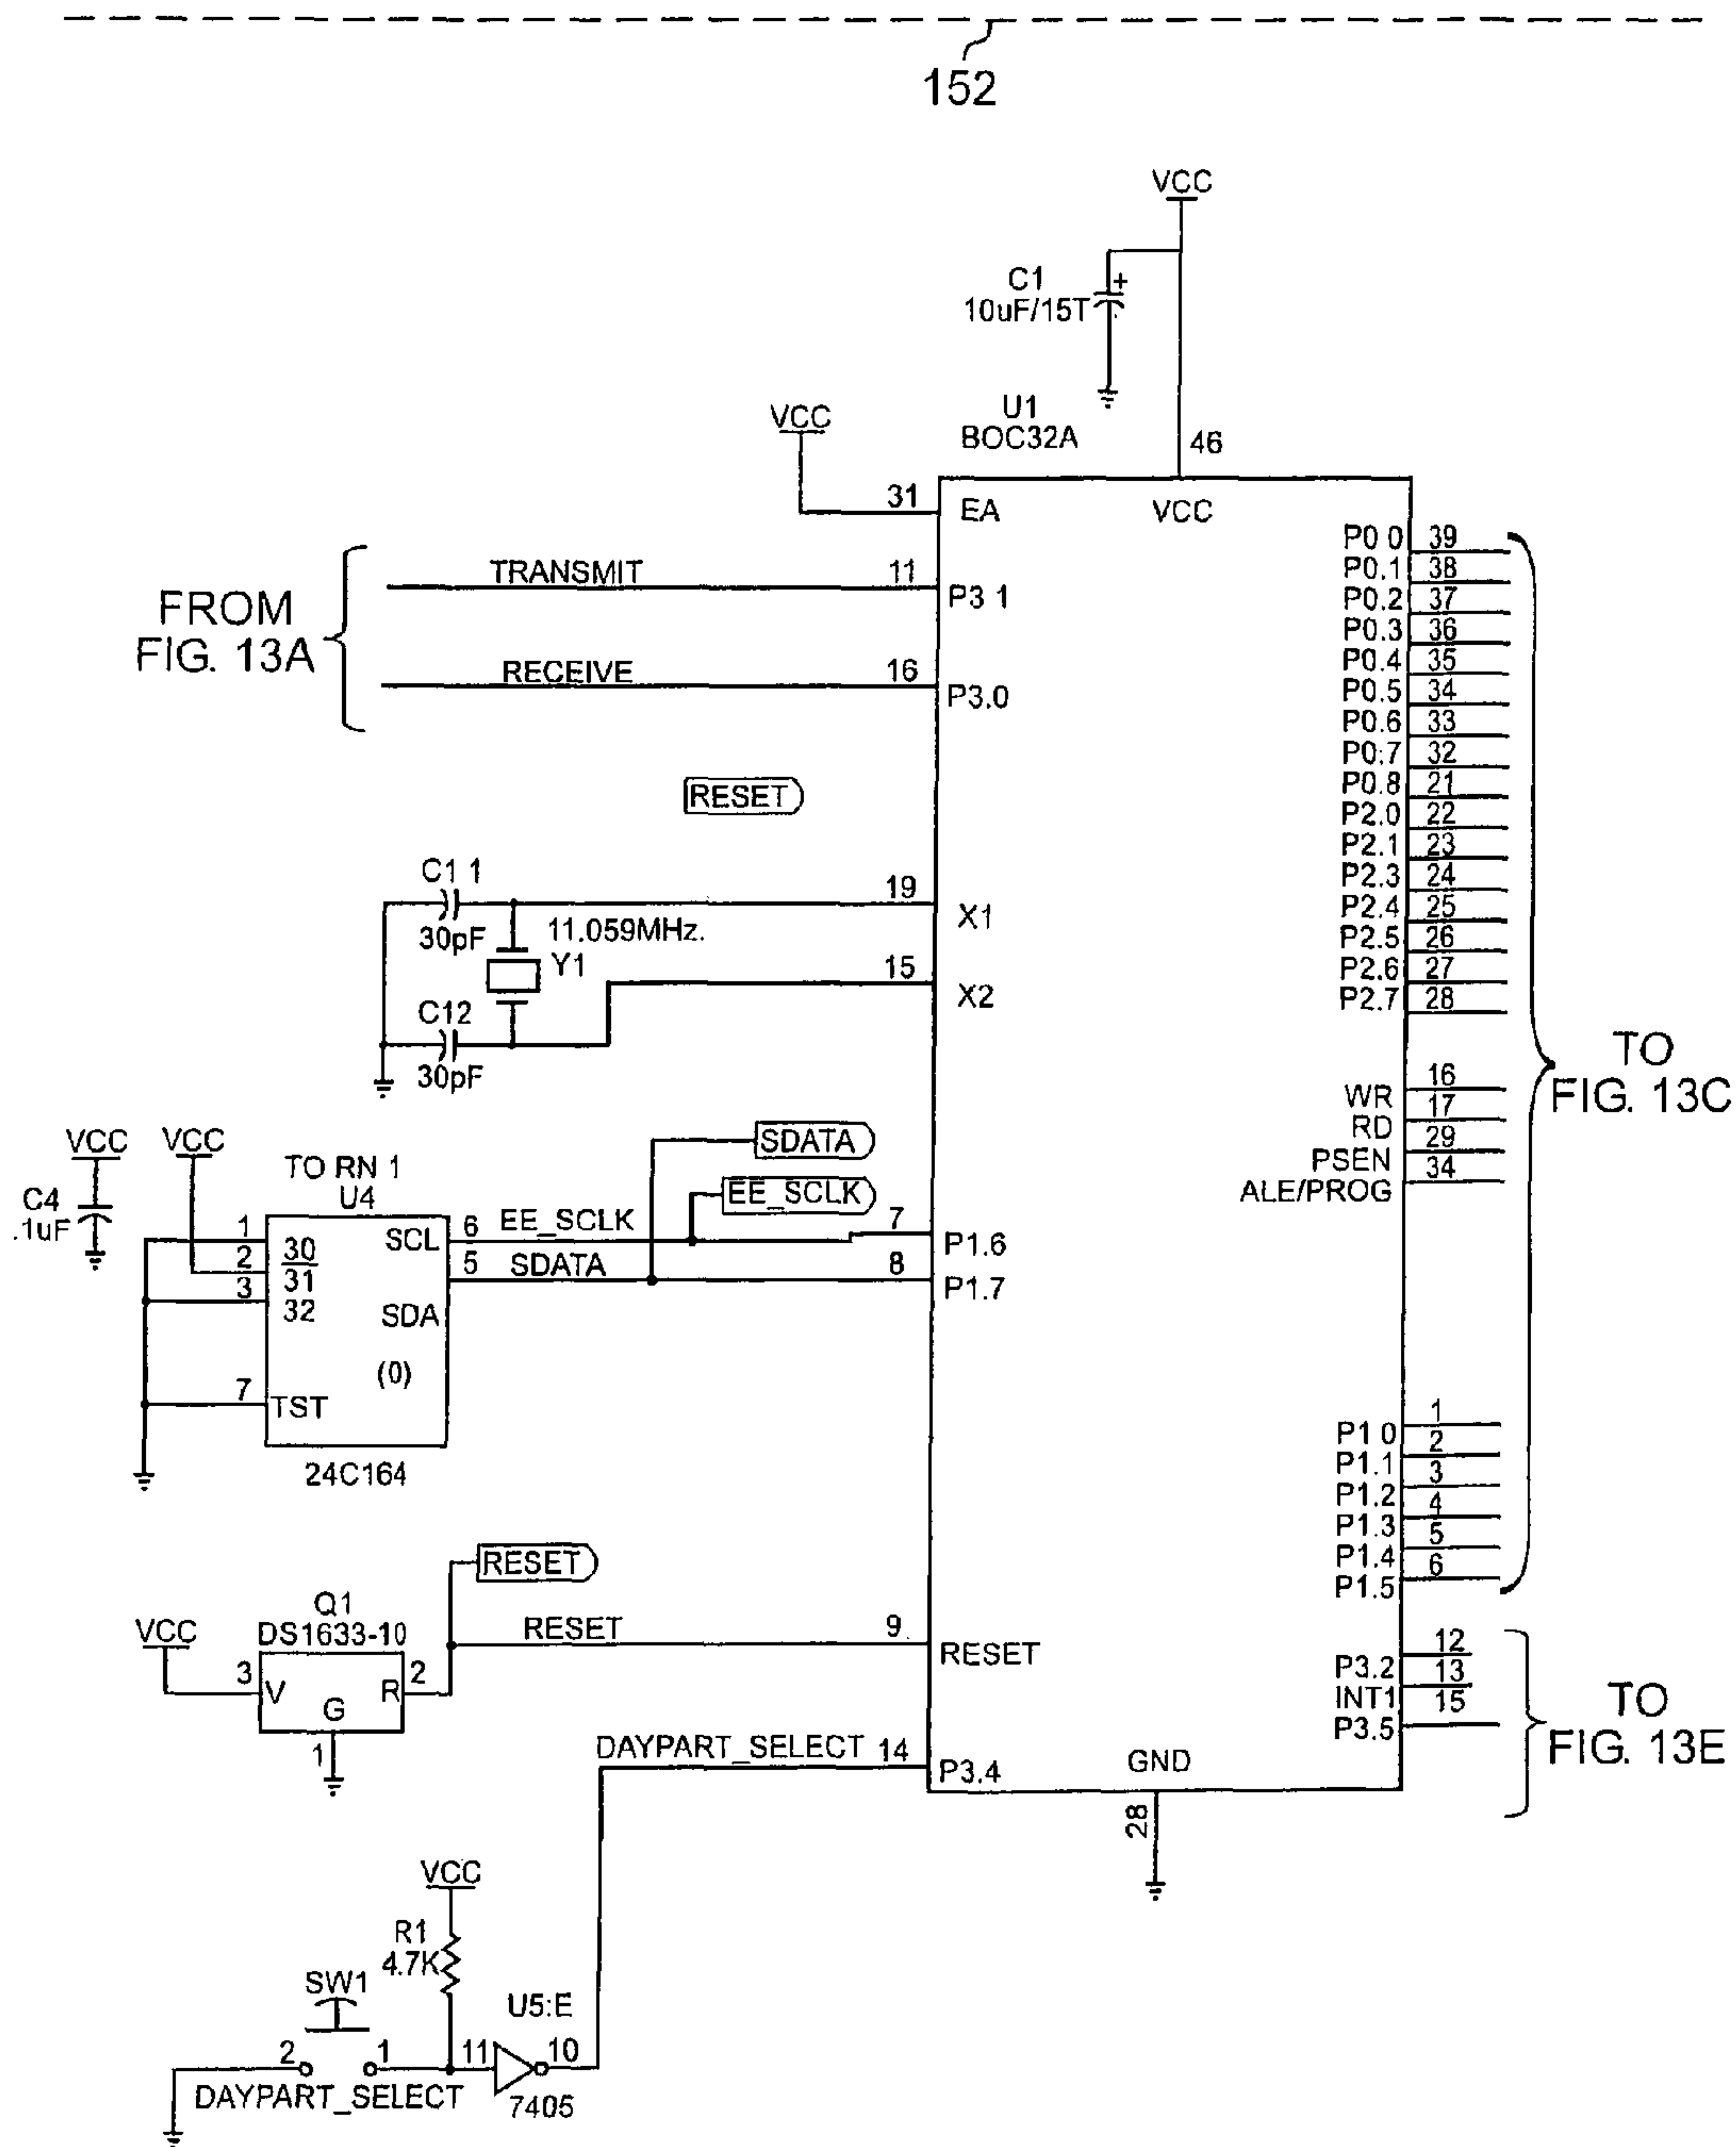 152
VCC
C1
+
10uF/15T
U1
BOC32A
46
VCC
31
EA
VCC
FROM
FIG. 13A
TRANSMIT
11
P3 1
RECEIVE
16
P3.0
RESET
C1 1
30pF
11.059MHz.
Y1
C12
30pF
19
X1
15
X2
P0 0 39
P0.1 38
P0.2 37
P0.3 36
P0.4 35
P0.5 34
P0.6 33
P0:7 32
P0.8 21
P2.0 22
P2.1 23
P2.3 24
P2.4 25
P2.5 26
P2.6 27
P2.7 28
WR 16
RD 17
PSEN 29
ALE/PROG 34
TO
FIG. 13C
VCC
C4
.1uF
VCC
TO RN 1
U4
1
30
2
31
3
32
7
TST
SCL
6
EE_SCLK
5
SDATA
SDA
(0)
24C164
SDATA
EE_SCLK
7
P1.6
8
P1.7
P1 0 1
P1.1 2
P1.2 3
P1.3 4
P1.4 5
P1.5 6
RESET
Q1
DS1633-10
VCC
3
V
G
R
2
1
RESET
9
RESET
P3.2 12
INT1 13
P3.5 15
TO
FIG. 13E
DAYPART_SELECT
14
P3.4
GND
28
VCC
R1
4.7K
SW1
2
1
DAYPART_SELECT
U5:E
11
10
7405